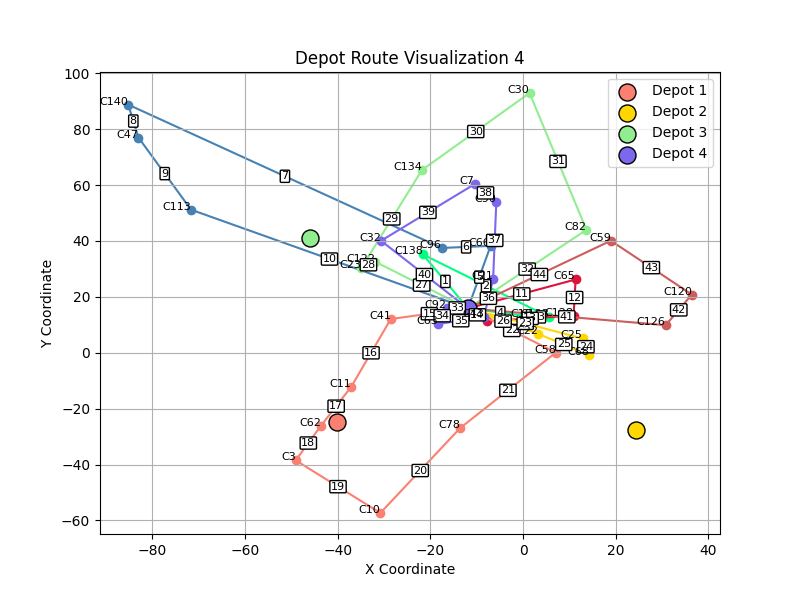 Depot Route Visualization 4
Y Coordinate
X Coordinate
100
80
60
40
20
0
−20
−40
−60
−80
−60
−40
−20
0
20
40
Depot 1
Depot 2
Depot 3
Depot 4
C30
C140
8
C47
30
31
C134
9
7
C7
38
C113
39
29
C82
C32
C59
37
C96
6
C138
10
28
43
32
44
C65
40
1
27
2
11
C120
36
12
42
C92
33
34
35
4
26
3
41
C126
C41
15
23
22
C25
25
24
16
C58
C11
21
17
C62
C78
18
C3
20
19
C10